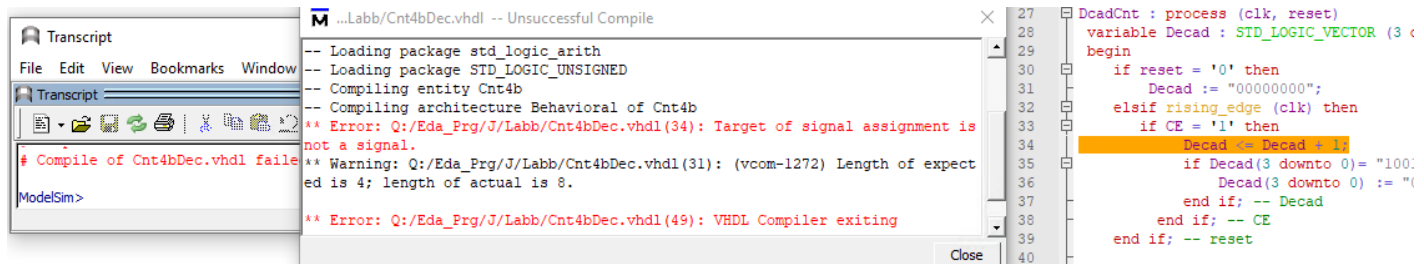 Transcript
File Edit View Bookmarks Window
Transcript
# Compile of Cnt4bDec.vhdl faile
ModelSim>
M ...Labb/Cnt4bDec.vhdl -- Unsuccessful Compile
-- Loading package std_logic_arith
-- Loading package STD_LOGIC_UNSIGNED
-- Compiling entity Cnt4b
-- Compiling architecture Behavioral of Cnt4b
** Error: Q:/Eda_Prg/J/Labb/Cnt4bDec.vhdl(34): Target of signal assignment is
not a signal.
** Warning: Q:/Eda_Prg/J/Labb/Cnt4bDec.vhdl(31): (vcom-1272) Length of expect
ed is 4; length of actual is 8.
** Error: Q:/Eda_Prg/J/Labb/Cnt4bDec.vhdl(49): VHDL Compiler exiting
Close
27 DcadCnt : process (clk, reset)
28 variable Decad : STD_LOGIC_VECTOR (3
29 begin
30 if reset = '0' then
31 Decad := "00000000";
32 elsif rising_edge (clk) then
33 if CE = '1' then
34 Decad <= Decad + 1;
35 if Decad(3 downto 0)= "100
36 Decad(3 downto 0) := "
37 end if; -- Decad
38 end if; -- CE
39 end if; -- reset
40